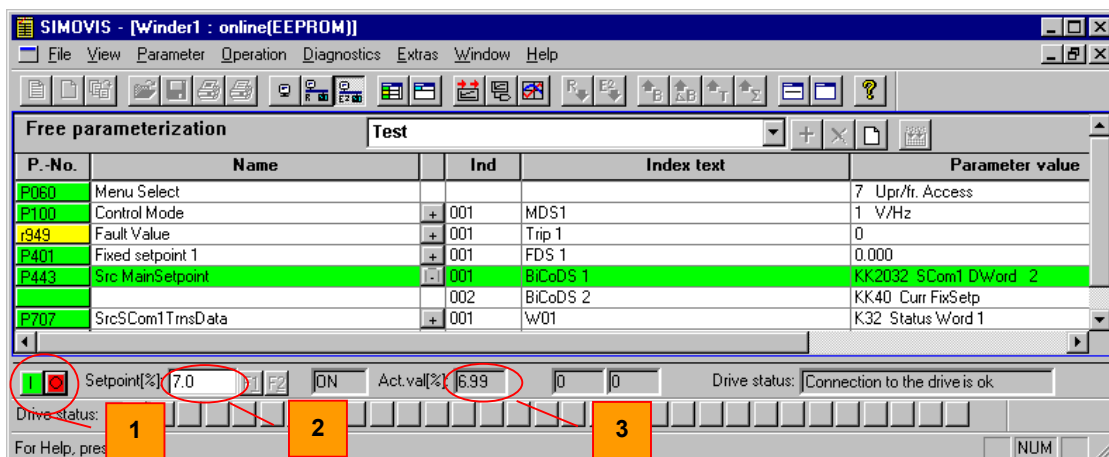 SIMOVIS - [Winder1 : online(EEPROM)]
File View Parameter Operation Diagnostics Extras Window Help
Free parameterization Test
P.-No. Name Ind Index text Parameter value
P060 Menu Select 7 Upr/fr. Access
P100 Control Mode + 001 MDS1 1 V/Hz
r949 Fault Value + 001 Trip 1 0
P401 Fixed setpoint 1 + 001 FDS 1 0.000
P443 Src MainSetpoint - 001 BiCoDS 1 KK2032 SCom1 DWord 2
002 BiCoDS 2 KK40 Curr FixSetp
P707 SrcSCom1TrnsData + 001 W01 K32 Status Word 1
I O Setpoint[%]: 7.0 F1 F2 ON Act.val[%]: 6.99 0 0 Drive status: Connection to the drive is ok
Drive status:
1 2 3
For Help, pres NUM